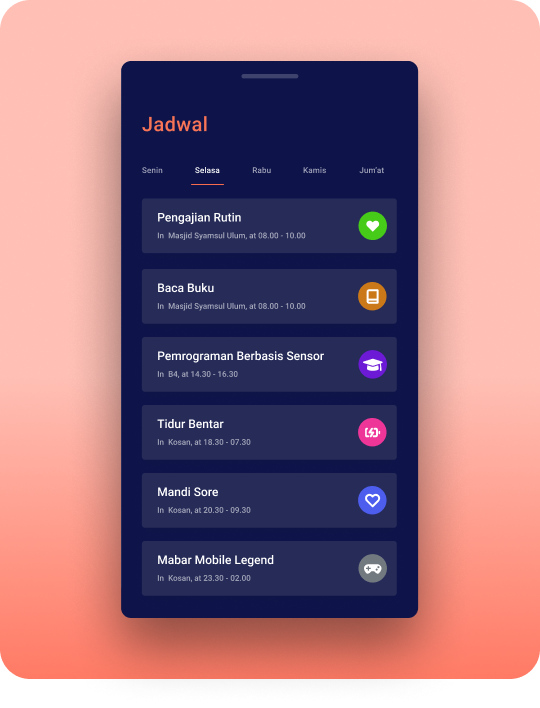 Jadwal
Senin Selasa Rabu Kamis Jum'at
Pengajian Rutin
In Masjid Syamsul Ulum, at 08.00 - 10.00
Baca Buku
In Masjid Syamsul Ulum, at 08.00 - 10.00
Pemrograman Berbasis Sensor
In B4, at 14.30 - 16.30
Tidur Bentar
In Kosan, at 18.30 - 07.30
Mandi Sore
In Kosan, at 20.30 - 09.30
Mabar Mobile Legend
In Kosan, at 23.30 - 02.00